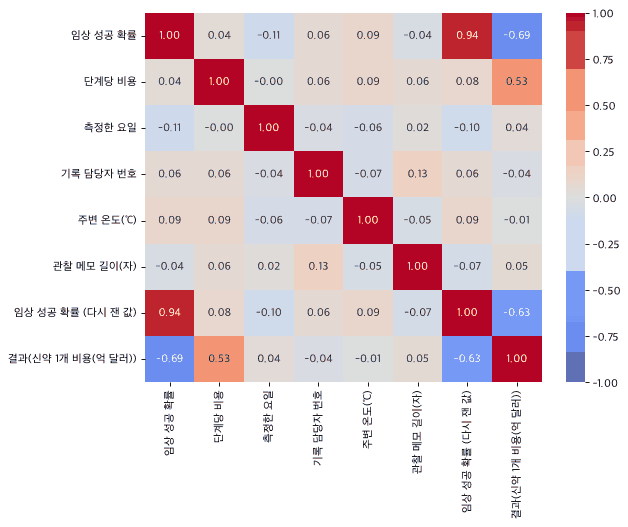 임상 성공 확률 1.00 0.04 -0.11 0.06 0.09 -0.04 0.94 -0.69
단계당 비용 0.04 1.00 -0.00 0.06 0.09 0.06 0.08 0.53
측정한 요일 -0.11 -0.00 1.00 -0.04 -0.06 0.02 -0.10 0.04
기록 담당자 번호 0.06 0.06 -0.04 1.00 -0.07 0.13 0.06 -0.04
주변 온도(℃) 0.09 0.09 -0.06 -0.07 1.00 -0.05 0.09 -0.01
관찰 메모 길이(자) -0.04 0.06 0.02 0.13 -0.05 1.00 -0.07 0.05
임상 성공 확률 (다시 잰 값) 0.94 0.08 -0.10 0.06 0.09 -0.07 1.00 -0.63
결과(신약 1개 비용(억 달러)) -0.69 0.53 0.04 -0.04 -0.01 0.05 -0.63 1.00
임상 성공 확률
단계당 비용
측정한 요일
기록 담당자 번호
주변 온도(℃)
관찰 메모 길이(자)
임상 성공 확률 (다시 잰 값)
결과(신약 1개 비용(억 달러))
1.00
0.75
0.50
0.25
0.00
-0.25
-0.50
-0.75
-1.00